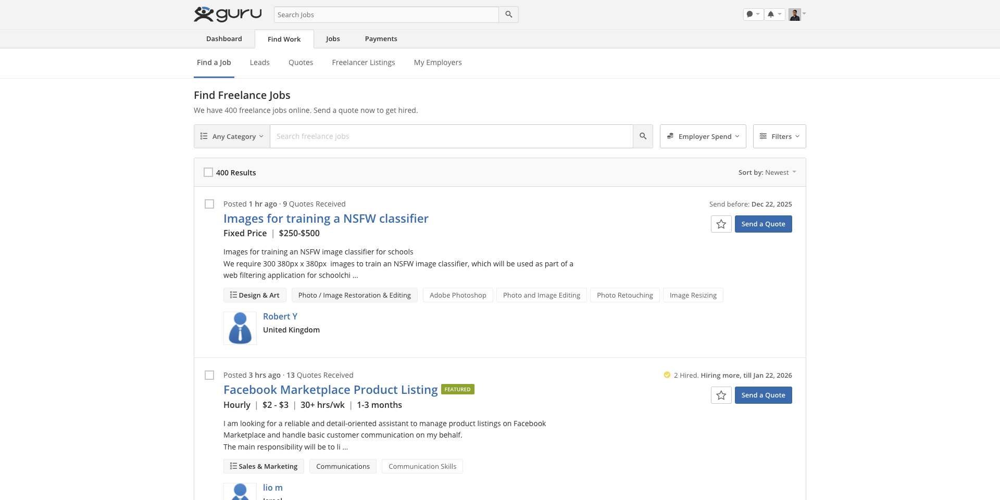 guru
Search Jobs
Dashboard
Find Work
Jobs
Payments
Find a Job
Leads
Quotes
Freelancer Listings
My Employers
Find Freelance Jobs
We have 400 freelance jobs online. Send a quote now to get hired.
Any Category
Search freelance jobs
Employer Spend
Filters
400 Results
Sort by: Newest
Posted 1 hr ago · 9 Quotes Received
Send before: Dec 22, 2025
Images for training a NSFW classifier
Send a Quote
Fixed Price | $250-$500
Images for training an NSFW image classifier for schools
We require 300 380px x 380px images to train an NSFW image classifier, which will be used as part of a
web filtering application for schoolchi ...
Design & Art
Photo / Image Restoration & Editing
Adobe Photoshop
Photo and Image Editing
Photo Retouching
Image Resizing
Robert Y
United Kingdom
Posted 3 hrs ago · 13 Quotes Received
2 Hired. Hiring more, till Jan 22, 2026
Facebook Marketplace Product Listing FEATURED
Send a Quote
Hourly | $2 - $3 | 30+ hrs/wk | 1-3 months
I am looking for a reliable and detail-oriented assistant to manage product listings on Facebook
Marketplace and handle basic customer communication on my behalf.
The main responsibility will be to li ...
Sales & Marketing
Communications
Communication Skills
lio m